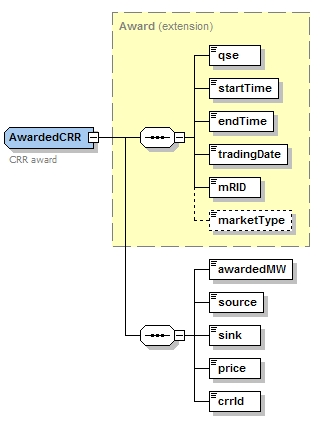 Award (extension)
qse
startTime
endTime
tradingDate
mRID
marketType
AwardedCRR
CRR award
awardedMW
source
sink
price
crrId